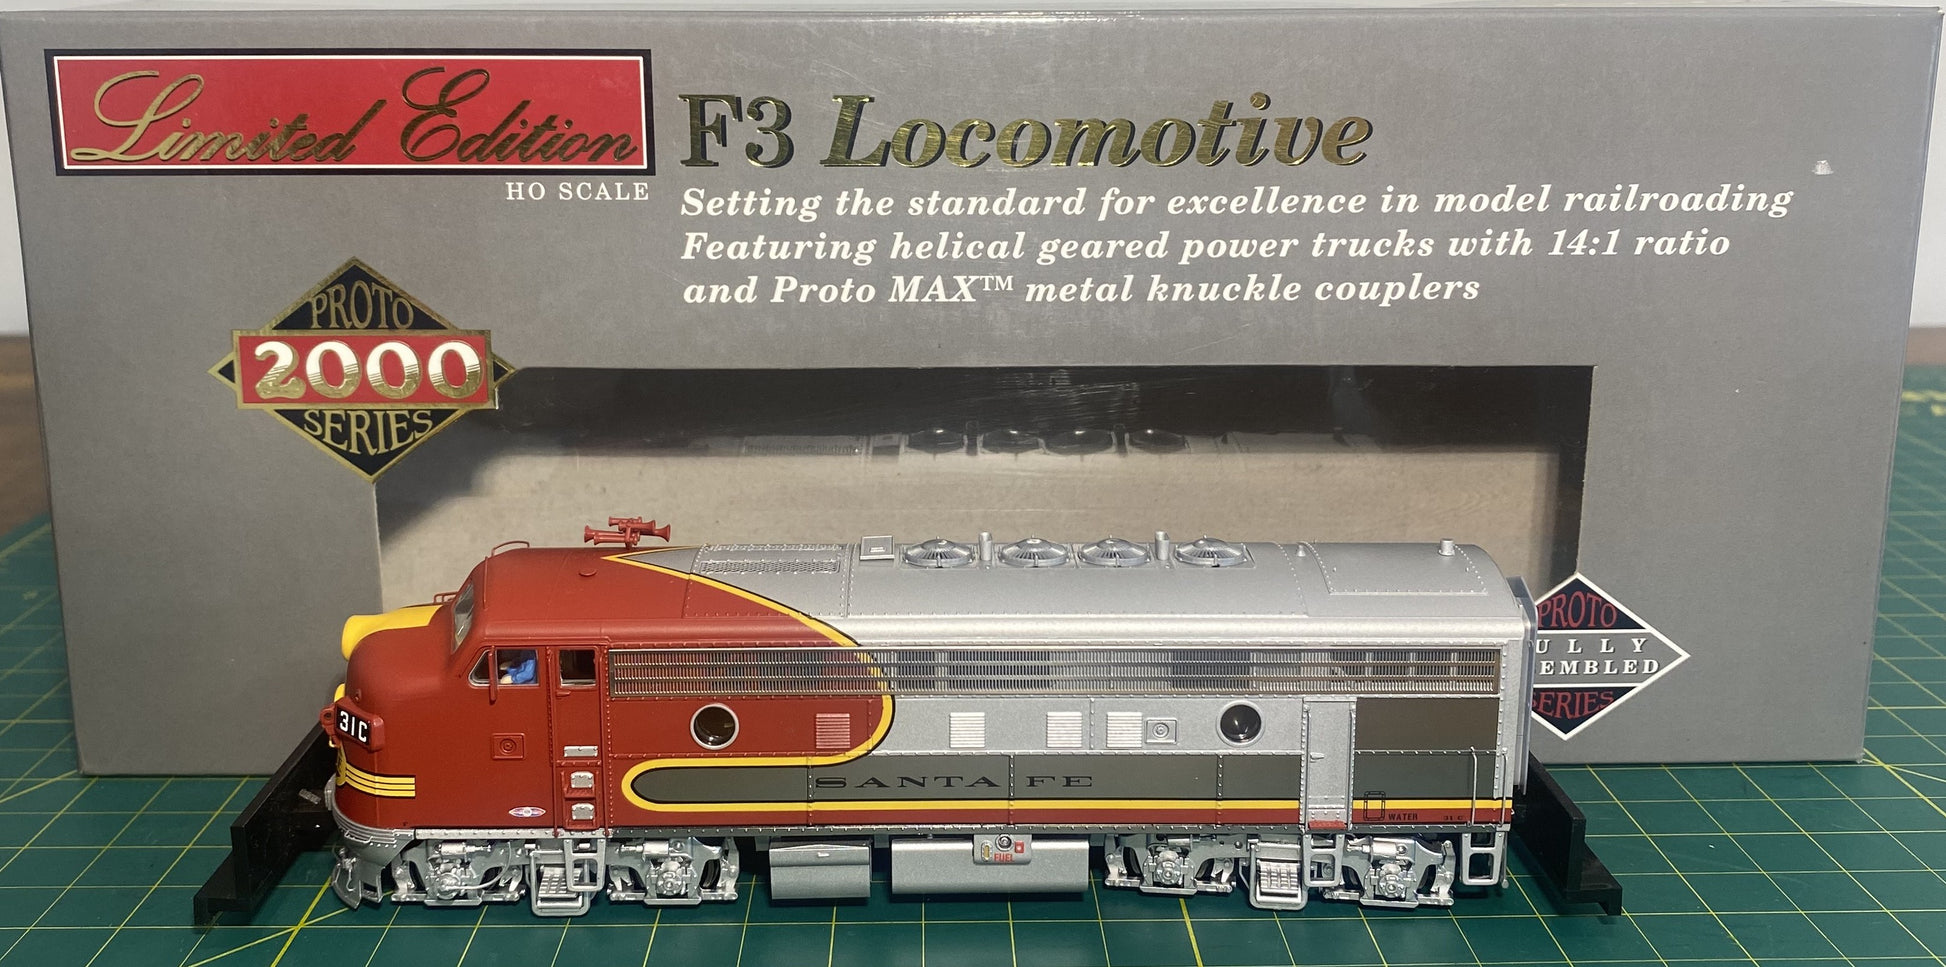 Limited Edition
HO SCALE
F3 Locomotive
Setting the standard for excellence in model railroading
Featuring helical geared power trucks with 14:1 ratio
and Proto MAX™ metal knuckle couplers
PROTO
2000
SERIES
PROTO
ULLY
EMBLED
SERIES
31C
SANTA FE
WATER
31 C
FUEL